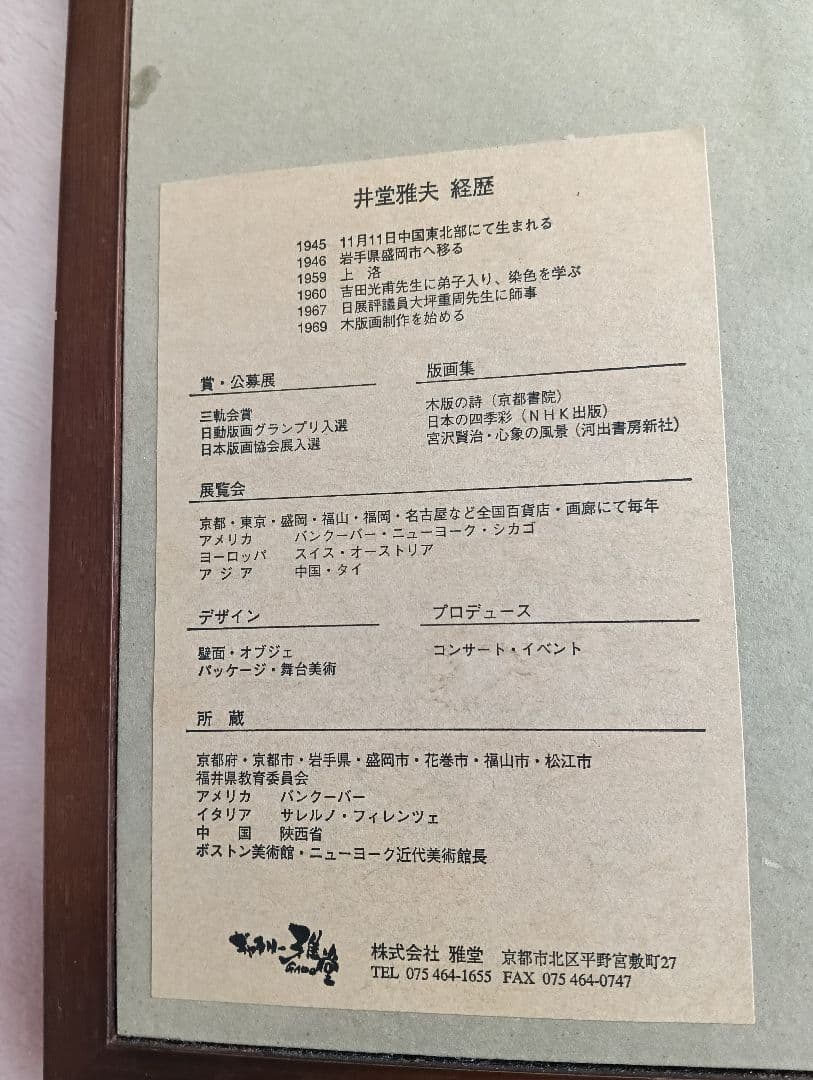 井堂雅夫 経歴
1945 11月11日中国東北部にて生まれる
1946 岩手県盛岡市へ移る
1959 上 洛
1960 吉田光甫先生に弟子入り、染色を学ぶ
1967 日展評議員大坪重周先生に師事
1969 木版画制作を始める
賞・公募展
三軌会賞
日動版画グランプリ入選
日本版画協会展入選
版画集
木版の詩（京都書院）
日本の四季彩（ＮＨＫ出版）
宮沢賢治・心象の風景（河出書房新社）
展覧会
京都・東京・盛岡・福山・福岡・名古屋など全国百貨店・画廊にて毎年
アメリカ バンクーバー・ニューヨーク・シカゴ
ヨーロッパ スイス・オーストリア
ア ジ ア 中国・タイ
デザイン
壁面・オブジェ
パッケージ・舞台美術
プロデュース
コンサート・イベント
所 蔵
京都府・京都市・岩手県・盛岡市・花巻市・福山市・松江市
福井県教育委員会
アメリカ バンクーバー
イタリア サレルノ・フィレンツェ
中 国 陝西省
ボストン美術館・ニューヨーク近代美術館長
ギャラリー雅堂
GADO
株式会社 雅堂 京都市北区平野宮敷町27
TEL 075 464-1655 FAX 075 464-0747